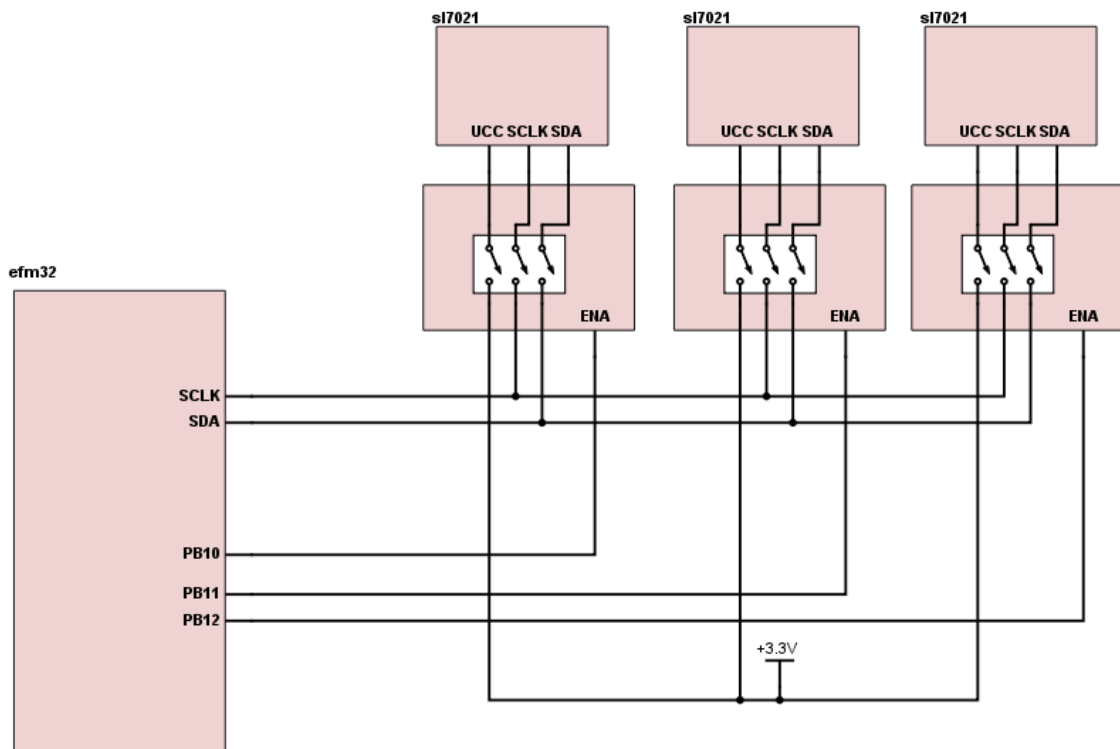 sl7021 sl7021 sl7021
UCC SCLK SDA UCC SCLK SDA UCC SCLK SDA
efm32
ENA ENA ENA
SCLK
SDA
PB10
PB11
PB12
+3.3V